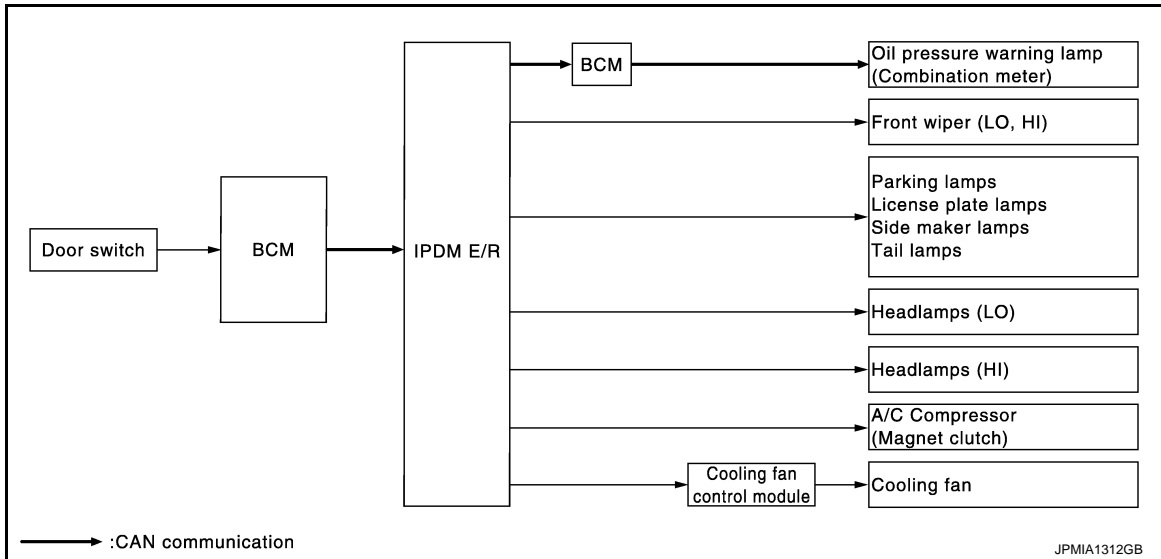 Door switch
BCM
IPDM E/R
BCM
Oil pressure warning lamp
(Combination meter)
Front wiper (LO, HI)
Parking lamps
License plate lamps
Side maker lamps
Tail lamps
Headlamps (LO)
Headlamps (HI)
A/C Compressor
(Magnet clutch)
Cooling fan
control module
Cooling fan
:CAN communication
JPMIA1312GB